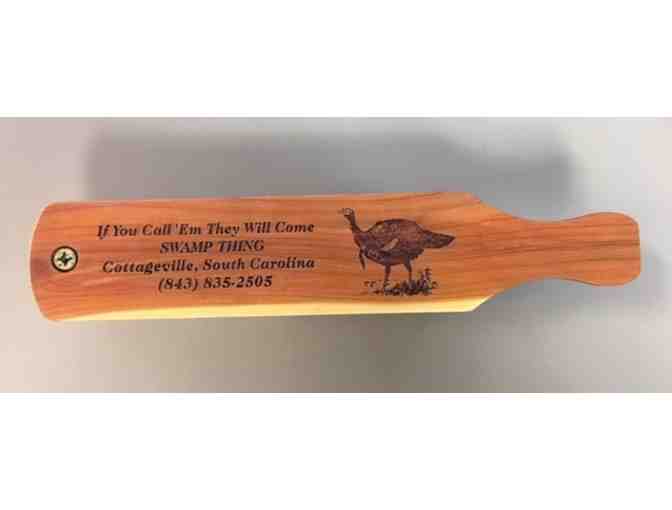 If You Call 'Em They Will Come
SWAMP THING
Cottageville, South Carolina
(843) 835-2505